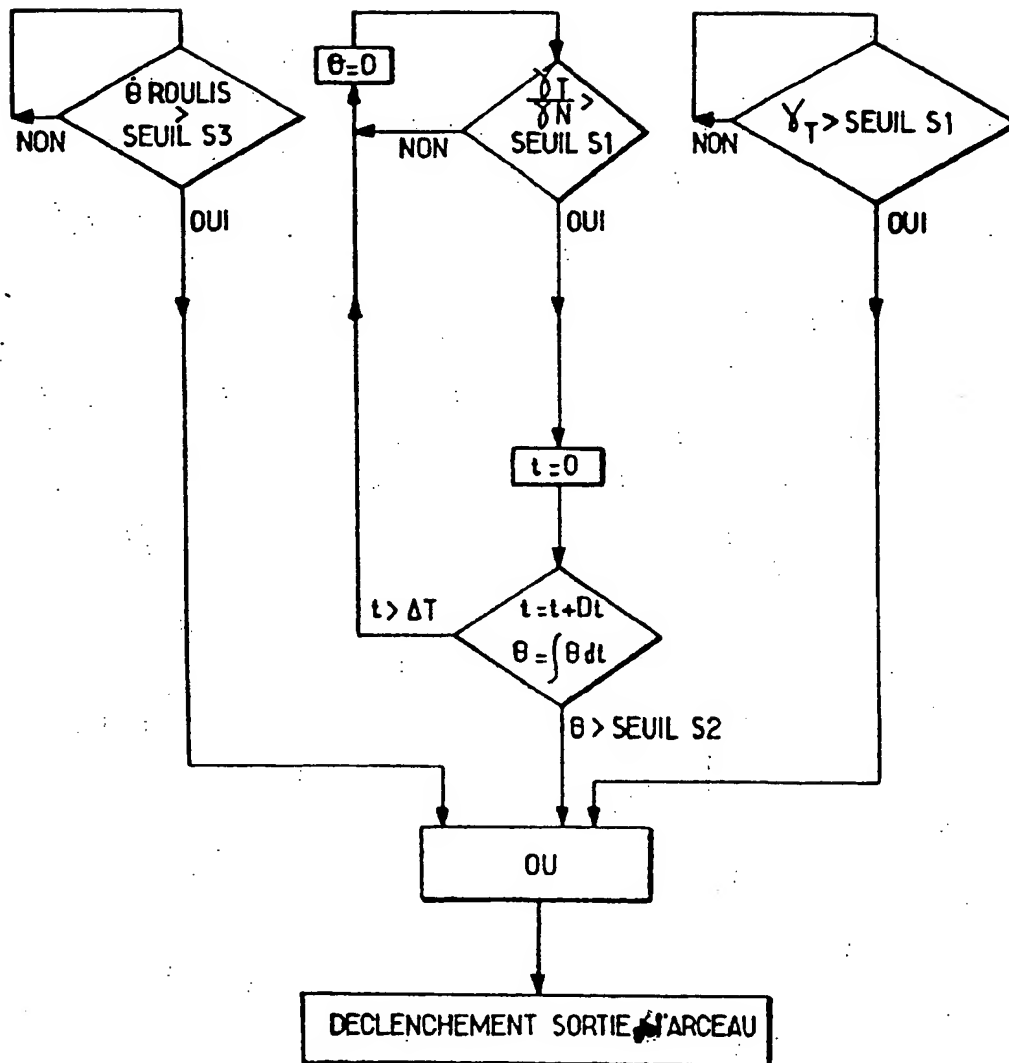 θ̇ ROULIS
>
SEUIL S3
NON
OUI
θ=0
γT
γN >
SEUIL S1
NON
OUI
γT > SEUIL S1
NON
OUI
t=0
t > ΔT
t=t+Dt
θ=∫θdt
θ > SEUIL S2
OU
DECLENCHEMENT SORTIE ARCEAU